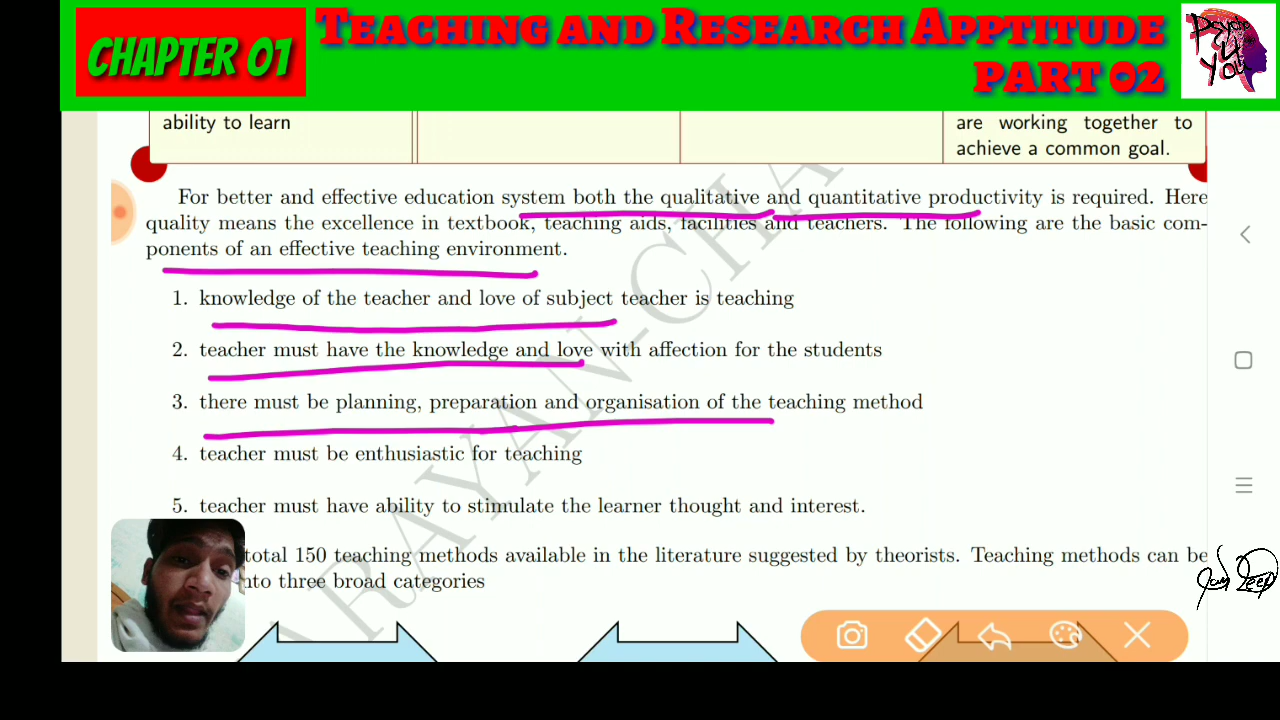 CHAPTER 01
TEACHING AND RESEARCH APPTITUDE
PART 02
Psycho
4
You
ability to learn
are working together to
achieve a common goal.
For better and effective education system both the qualitative and quantitative productivity is required. Here
quality means the excellence in textbook, teaching aids, facilities and teachers. The following are the basic com-
ponents of an effective teaching environment.
1. knowledge of the teacher and love of subject teacher is teaching
2. teacher must have the knowledge and love with affection for the students
3. there must be planning, preparation and organisation of the teaching method
4. teacher must be enthusiastic for teaching
5. teacher must have ability to stimulate the learner thought and interest.
total 150 teaching methods available in the literature suggested by theorists. Teaching methods can be
nto three broad categories